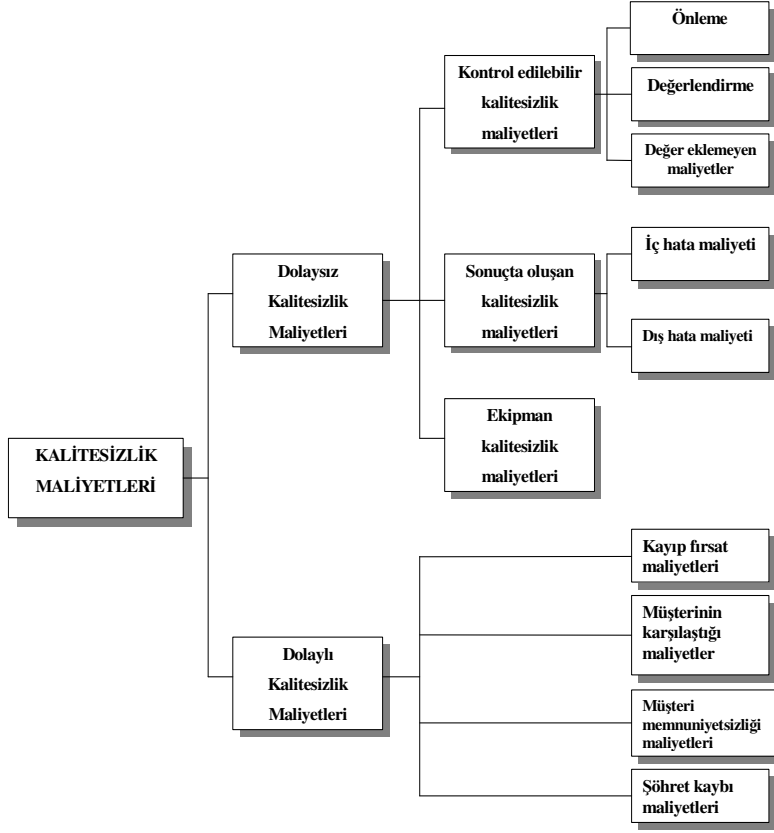 Önleme
Kontrol edilebilir
kalitesizlik
maliyetleri
Değerlendirme
Değer eklemeyen
maliyetler
Dolaysız
Kalitesizlik
Maliyetleri
Sonuçta oluşan
kalitesizlik
maliyetleri
İç hata maliyeti
Dış hata maliyeti
Ekipman
kalitesizlik
maliyetleri
KALİTESİZLİK
MALİYETLERİ
Dolaylı
Kalitesizlik
Maliyetleri
Kayıp fırsat
maliyetleri
Müşterinin
karşılaştığı
maliyetler
Müşteri
memnuniyetsizliği
maliyetleri
Şöhret kaybı
maliyetleri